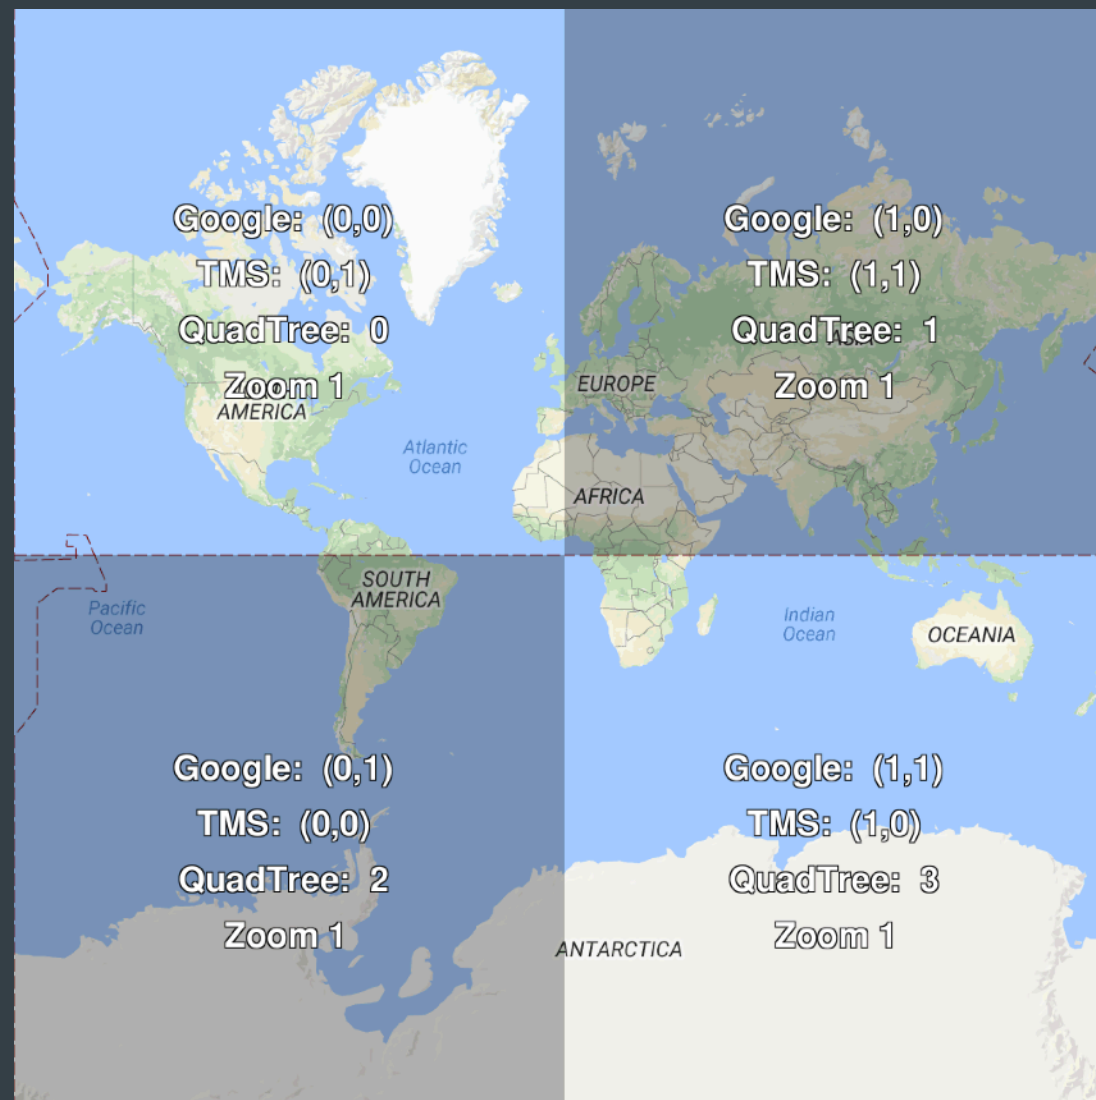 Google: (0,0)
TMS: (0,1)
QuadTree: 0
Zoom 1
AMERICA
Atlantic
Ocean
Google: (1,0)
TMS: (1,1)
QuadTree: 1
ASIA
Zoom 1
EUROPE
AFRICA
SOUTH
AMERICA
Pacific
Ocean
Google: (0,1)
TMS: (0,0)
QuadTree: 2
Zoom 1
Indian
Ocean
OCEANIA
Google: (1,1)
TMS: (1,0)
QuadTree: 3
Zoom 1
ANTARCTICA